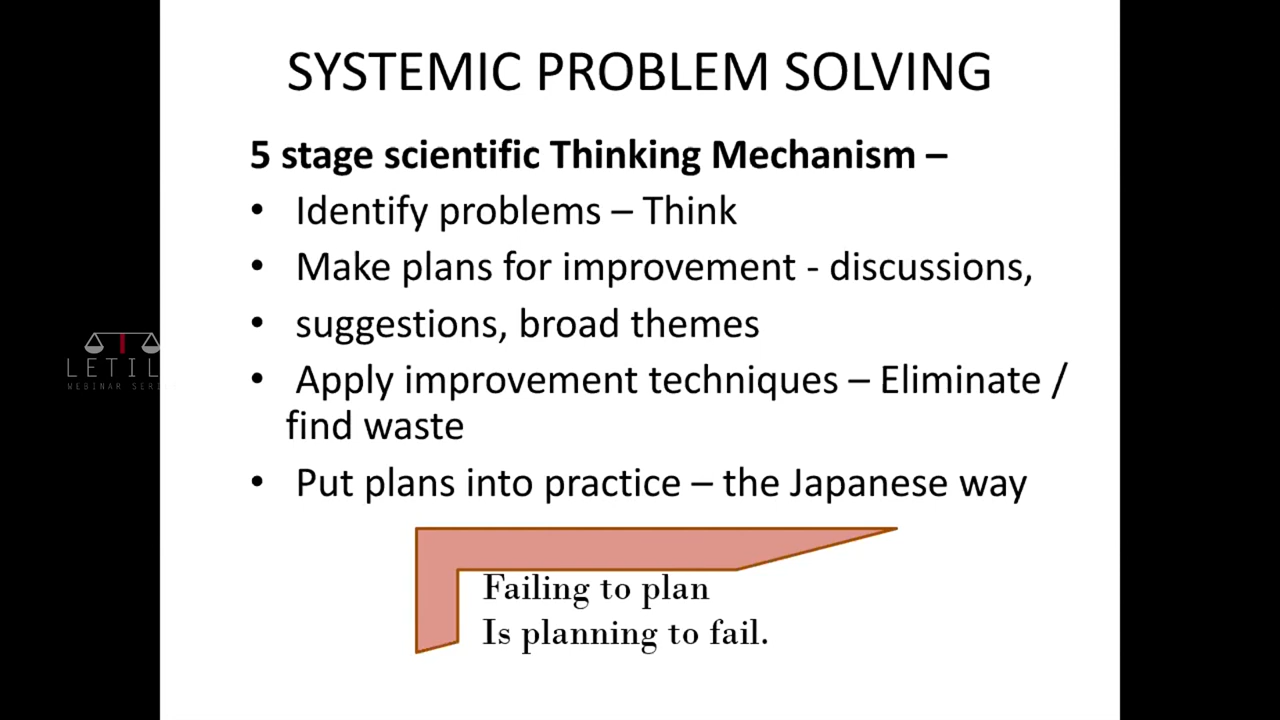 SYSTEMIC PROBLEM SOLVING
5 stage scientific Thinking Mechanism –
• Identify problems – Think
• Make plans for improvement - discussions,
• suggestions, broad themes
• Apply improvement techniques – Eliminate /
find waste
• Put plans into practice – the Japanese way
Failing to plan
Is planning to fail.
LETIL
WEBINAR SERI